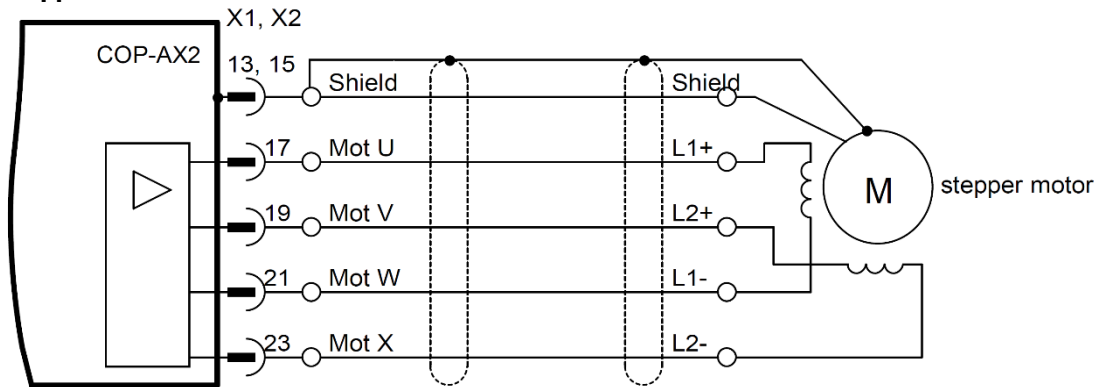 X1, X2
COP-AX2
13, 15
Shield Shield
17 Mot U L1+
M stepper motor
19 Mot V L2+
21 Mot W L1-
23 Mot X L2-